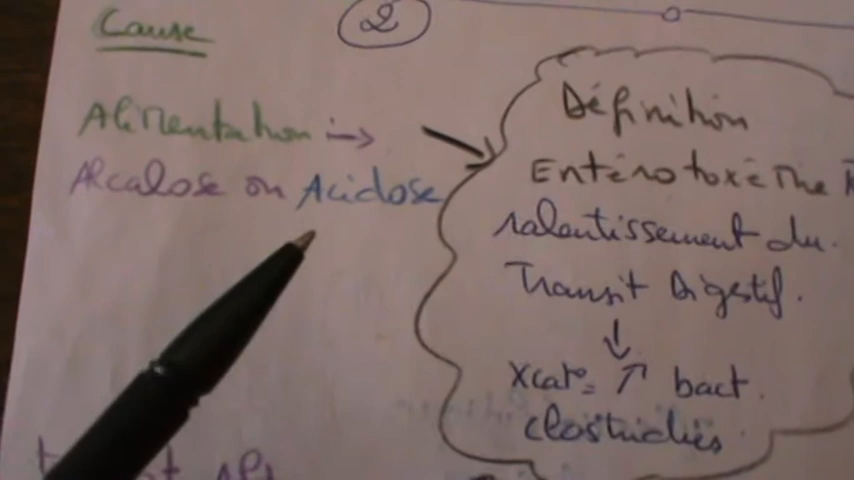 Cause
2
Alimentation →
Alcalose ou Acidose
Définition
Entérotoxémie
ralentissement du
Transit Digestif.
↓
Xcat° = ↗ bact.
clostridies